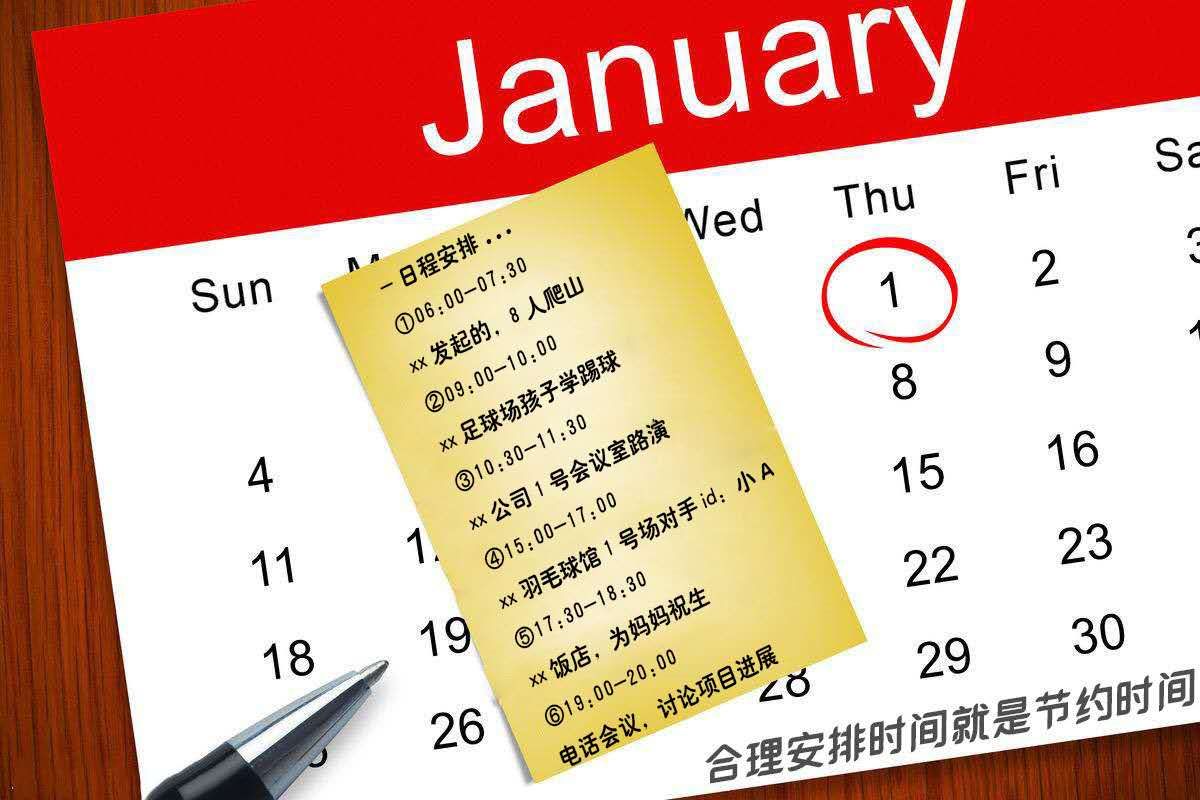 January
Sun
Wed
Thu
Fri
1
2
8
9
4
15
16
11
22
23
18
19
29
30
26
28
- 日程安排 ...
①06:00-07:30
xx 发起的，8 人爬山
②09:00-10:00
xx 足球场孩子学踢球
③10:30-11:30
xx 公司 1 号会议室路演
④15:00-17:00
xx 羽毛球馆 1 号场对手 id：小 A
⑤17:30-18:30
xx 饭店，为妈妈祝生
⑥19:00-20:00
电话会议，讨论项目进展
合理安排时间就是节约时间